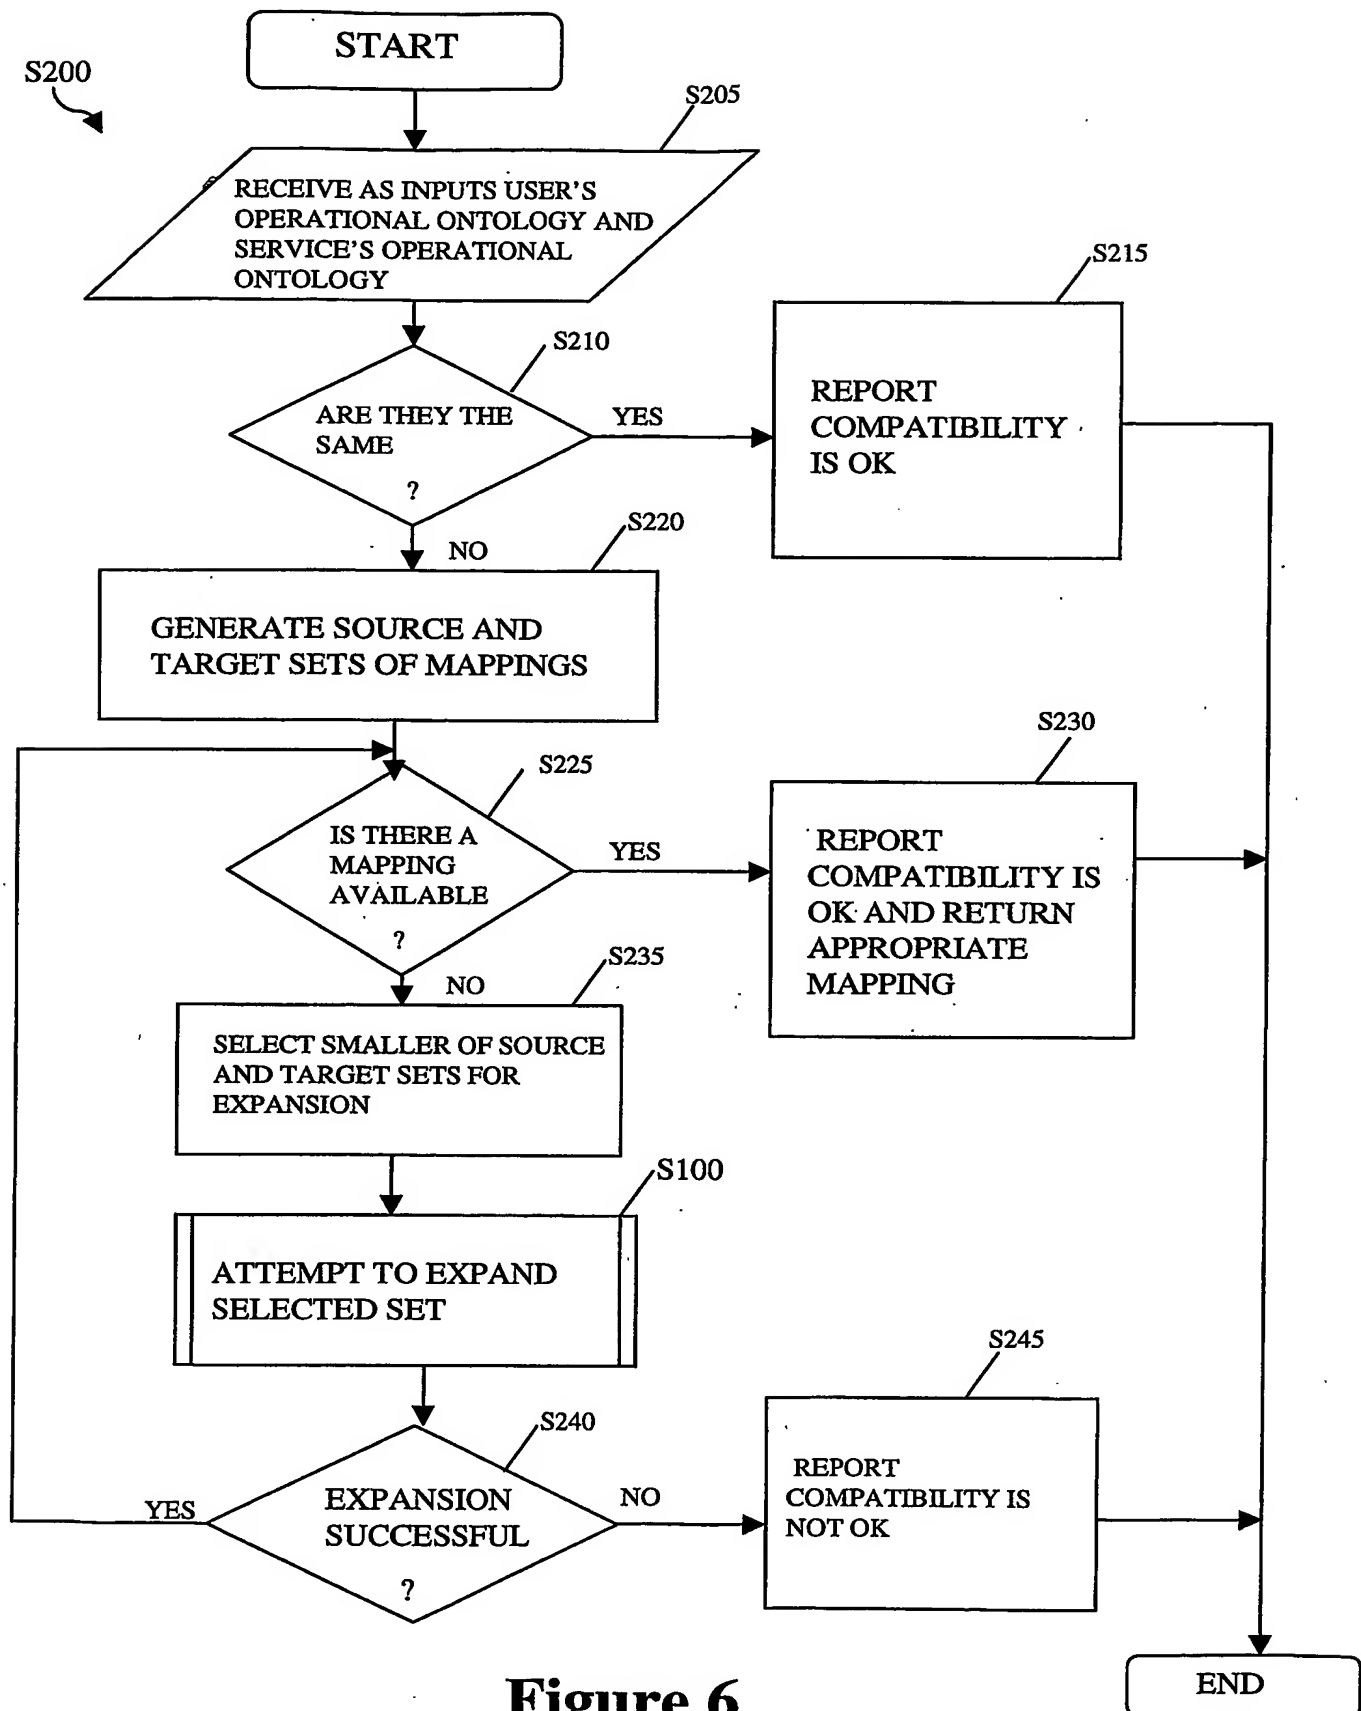 START
S200
S205
RECEIVE AS INPUTS USER'S
OPERATIONAL ONTOLOGY AND
SERVICE'S OPERATIONAL
ONTOLOGY
S210
ARE THEY THE
SAME
?
YES
S215
REPORT
COMPATIBILITY
IS OK
NO
S220
GENERATE SOURCE AND
TARGET SETS OF MAPPINGS
S225
IS THERE A
MAPPING
AVAILABLE
?
YES
S230
REPORT
COMPATIBILITY IS
OK AND RETURN
APPROPRIATE
MAPPING
NO
S235
SELECT SMALLER OF SOURCE
AND TARGET SETS FOR
EXPANSION
S100
ATTEMPT TO EXPAND
SELECTED SET
S240
EXPANSION
SUCCESSFUL
?
YES
NO
S245
REPORT
COMPATIBILITY IS
NOT OK
END
Figure 6